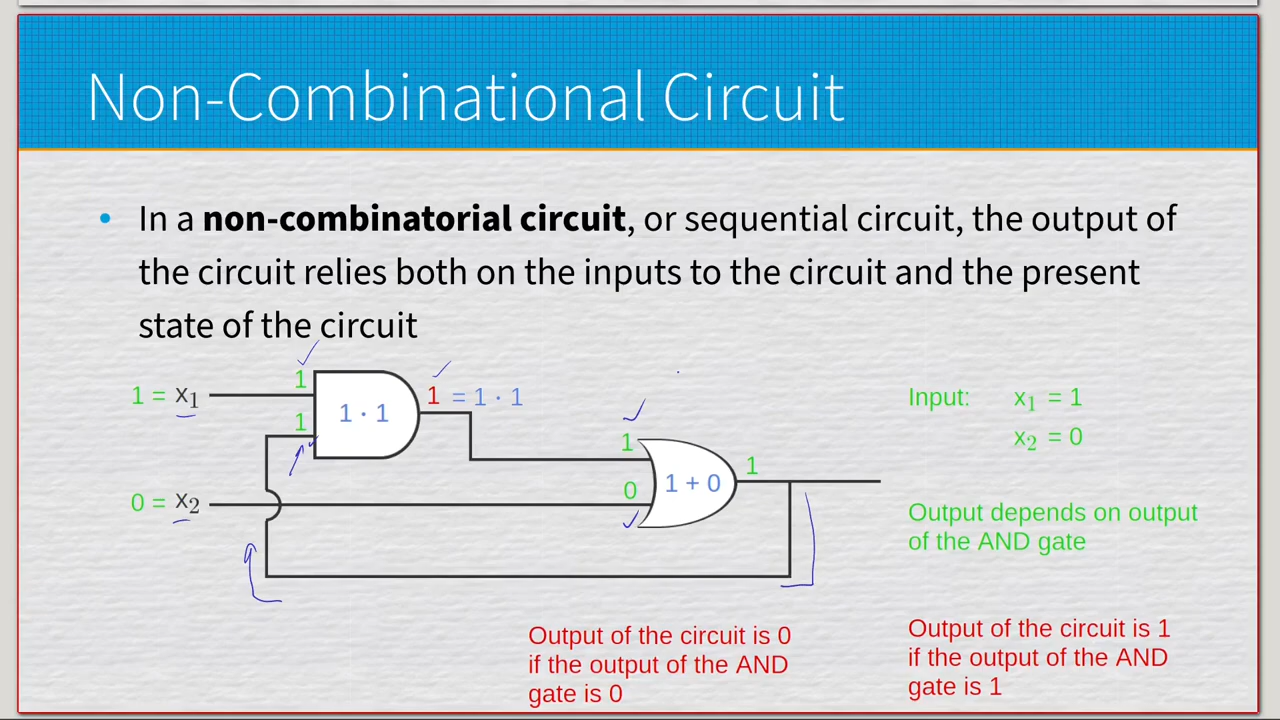 Non-Combinational Circuit
• In a non-combinatorial circuit, or sequential circuit, the output of
the circuit relies both on the inputs to the circuit and the present
state of the circuit
1 = x₁
1
1
1 · 1
1 = 1 · 1
0 = x₂
1
0
1 + 0
1
Input: x₁ = 1
x₂ = 0
Output depends on output
of the AND gate
Output of the circuit is 0
if the output of the AND
gate is 0
Output of the circuit is 1
if the output of the AND
gate is 1